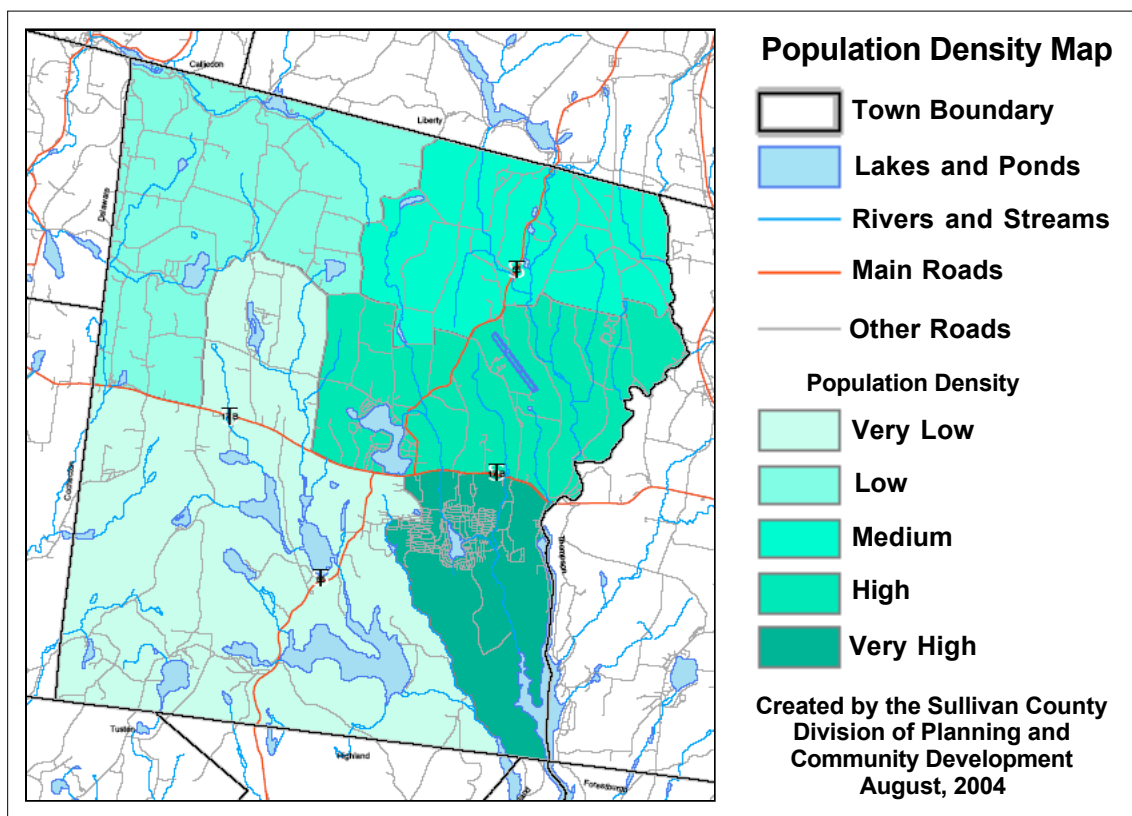 Population Density Map
Town Boundary
Lakes and Ponds
Rivers and Streams
Main Roads
Other Roads
Population Density
Very Low
Low
Medium
High
Very High
Created by the Sullivan County
Division of Planning and
Community Development
August, 2004
Liberty
Thompson
Tusten
Highland